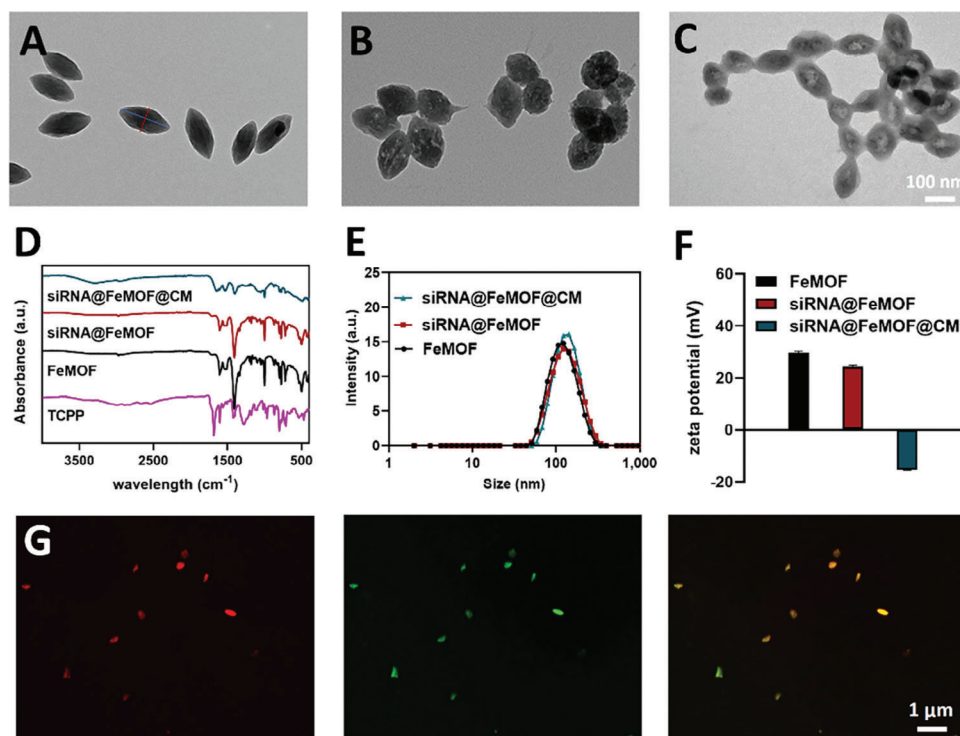 A
B
C
100 nm
D
siRNA@FeMOF@CM
siRNA@FeMOF
FeMOF
TCPP
Absorbance (a.u.)
3500
2500
1500
500
wavelength (cm⁻¹)
E
25
20
15
10
5
0
Intensity (a.u.)
siRNA@FeMOF@CM
siRNA@FeMOF
FeMOF
1
10
100
1,000
Size (nm)
F
60
40
20
0
-20
zeta potential (mV)
FeMOF
siRNA@FeMOF
siRNA@FeMOF@CM
G
1 μm